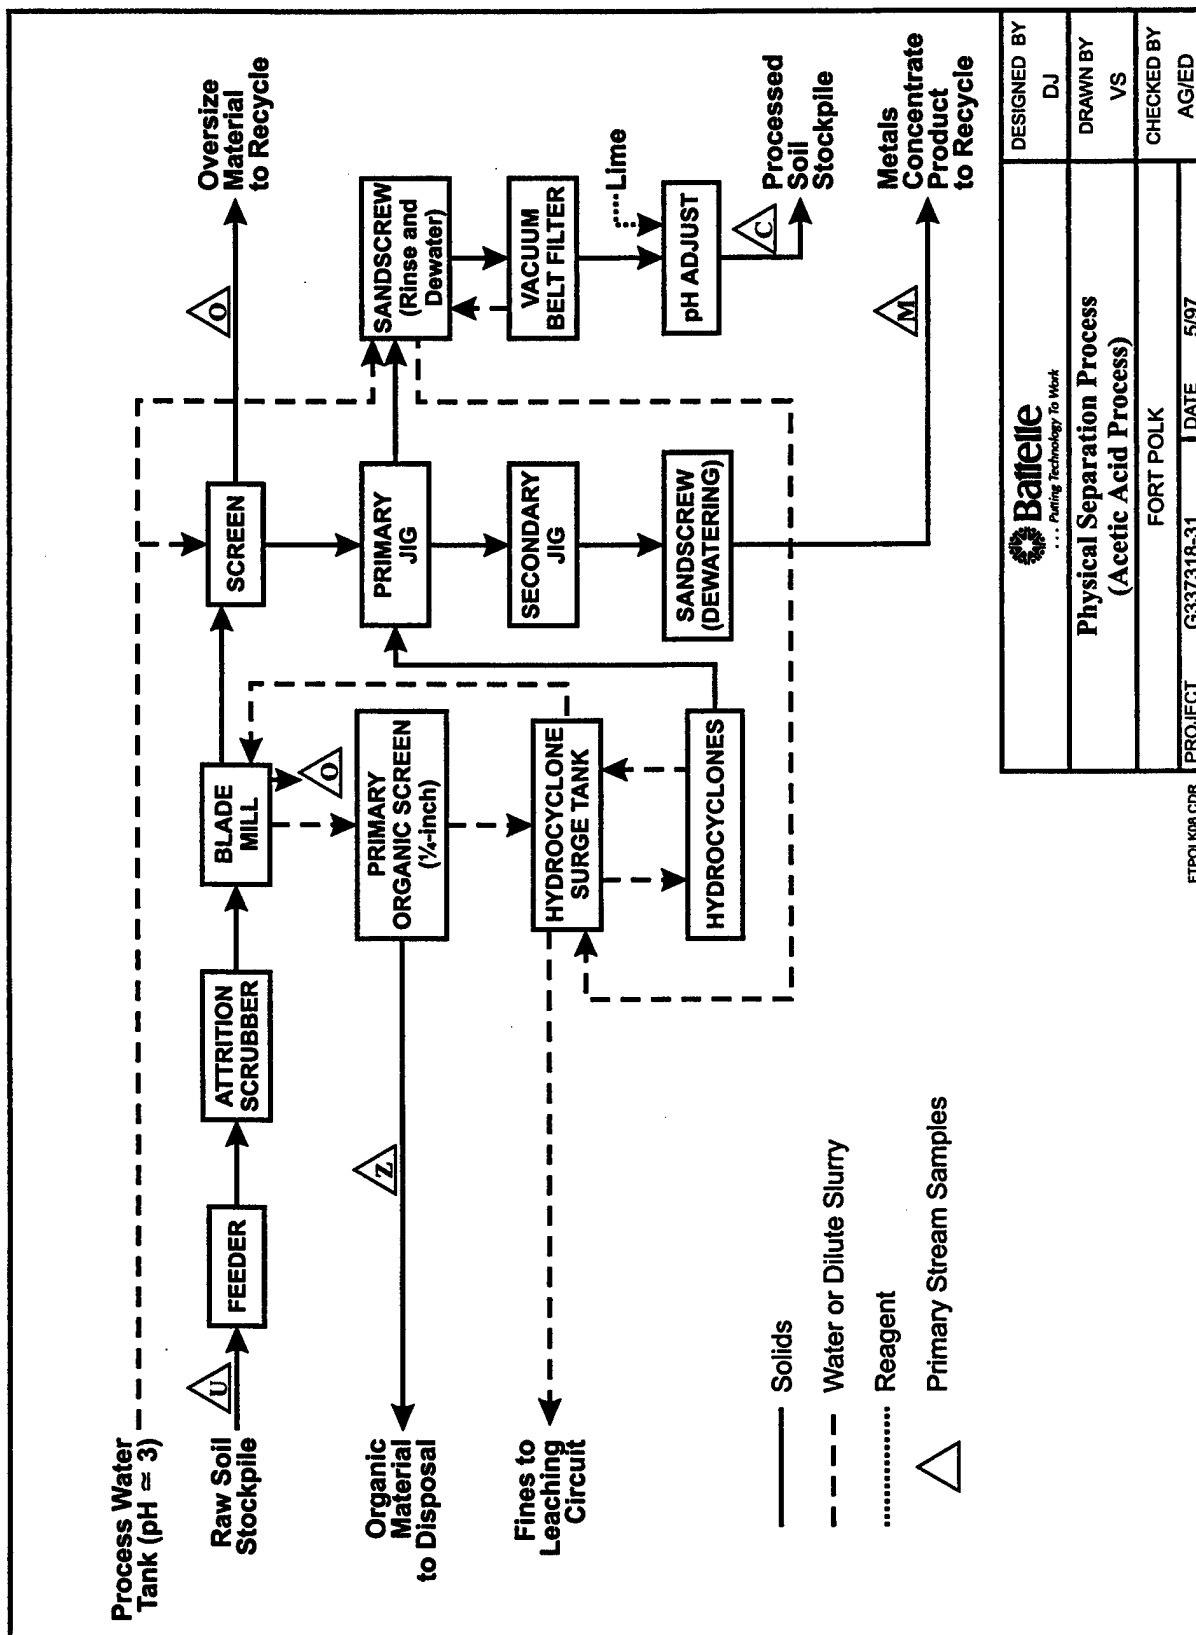 Process Water
Tank (pH ≃ 3)
Raw Soil
Stockpile
U
FEEDER
ATTRITION
SCRUBBER
BLADE
MILL
O
SCREEN
O
Oversize
Material
to Recycle
Organic
Material
to Disposal
Z
PRIMARY
ORGANIC SCREEN
(¼-inch)
PRIMARY
JIG
SANDSCREW
(Rinse and
Dewater)
Fines to
Leaching
Circuit
HYDROCYCLONE
SURGE TANK
SECONDARY
JIG
VACUUM
BELT FILTER
Lime
HYDROCYCLONES
SANDSCREW
(DEWATERING)
pH ADJUST
C
Processed
Soil
Stockpile
M
Metals
Concentrate
Product
to Recycle
Solids
Water or Dilute Slurry
Reagent
Primary Stream Samples
Battelle
. . . Putting Technology To Work
DESIGNED BY
DJ
Physical Separation Process
(Acetic Acid Process)
DRAWN BY
VS
FORT POLK
CHECKED BY
AG/ED
PROJECT G337318-31 DATE 5/97
FTPOLK08.CDR